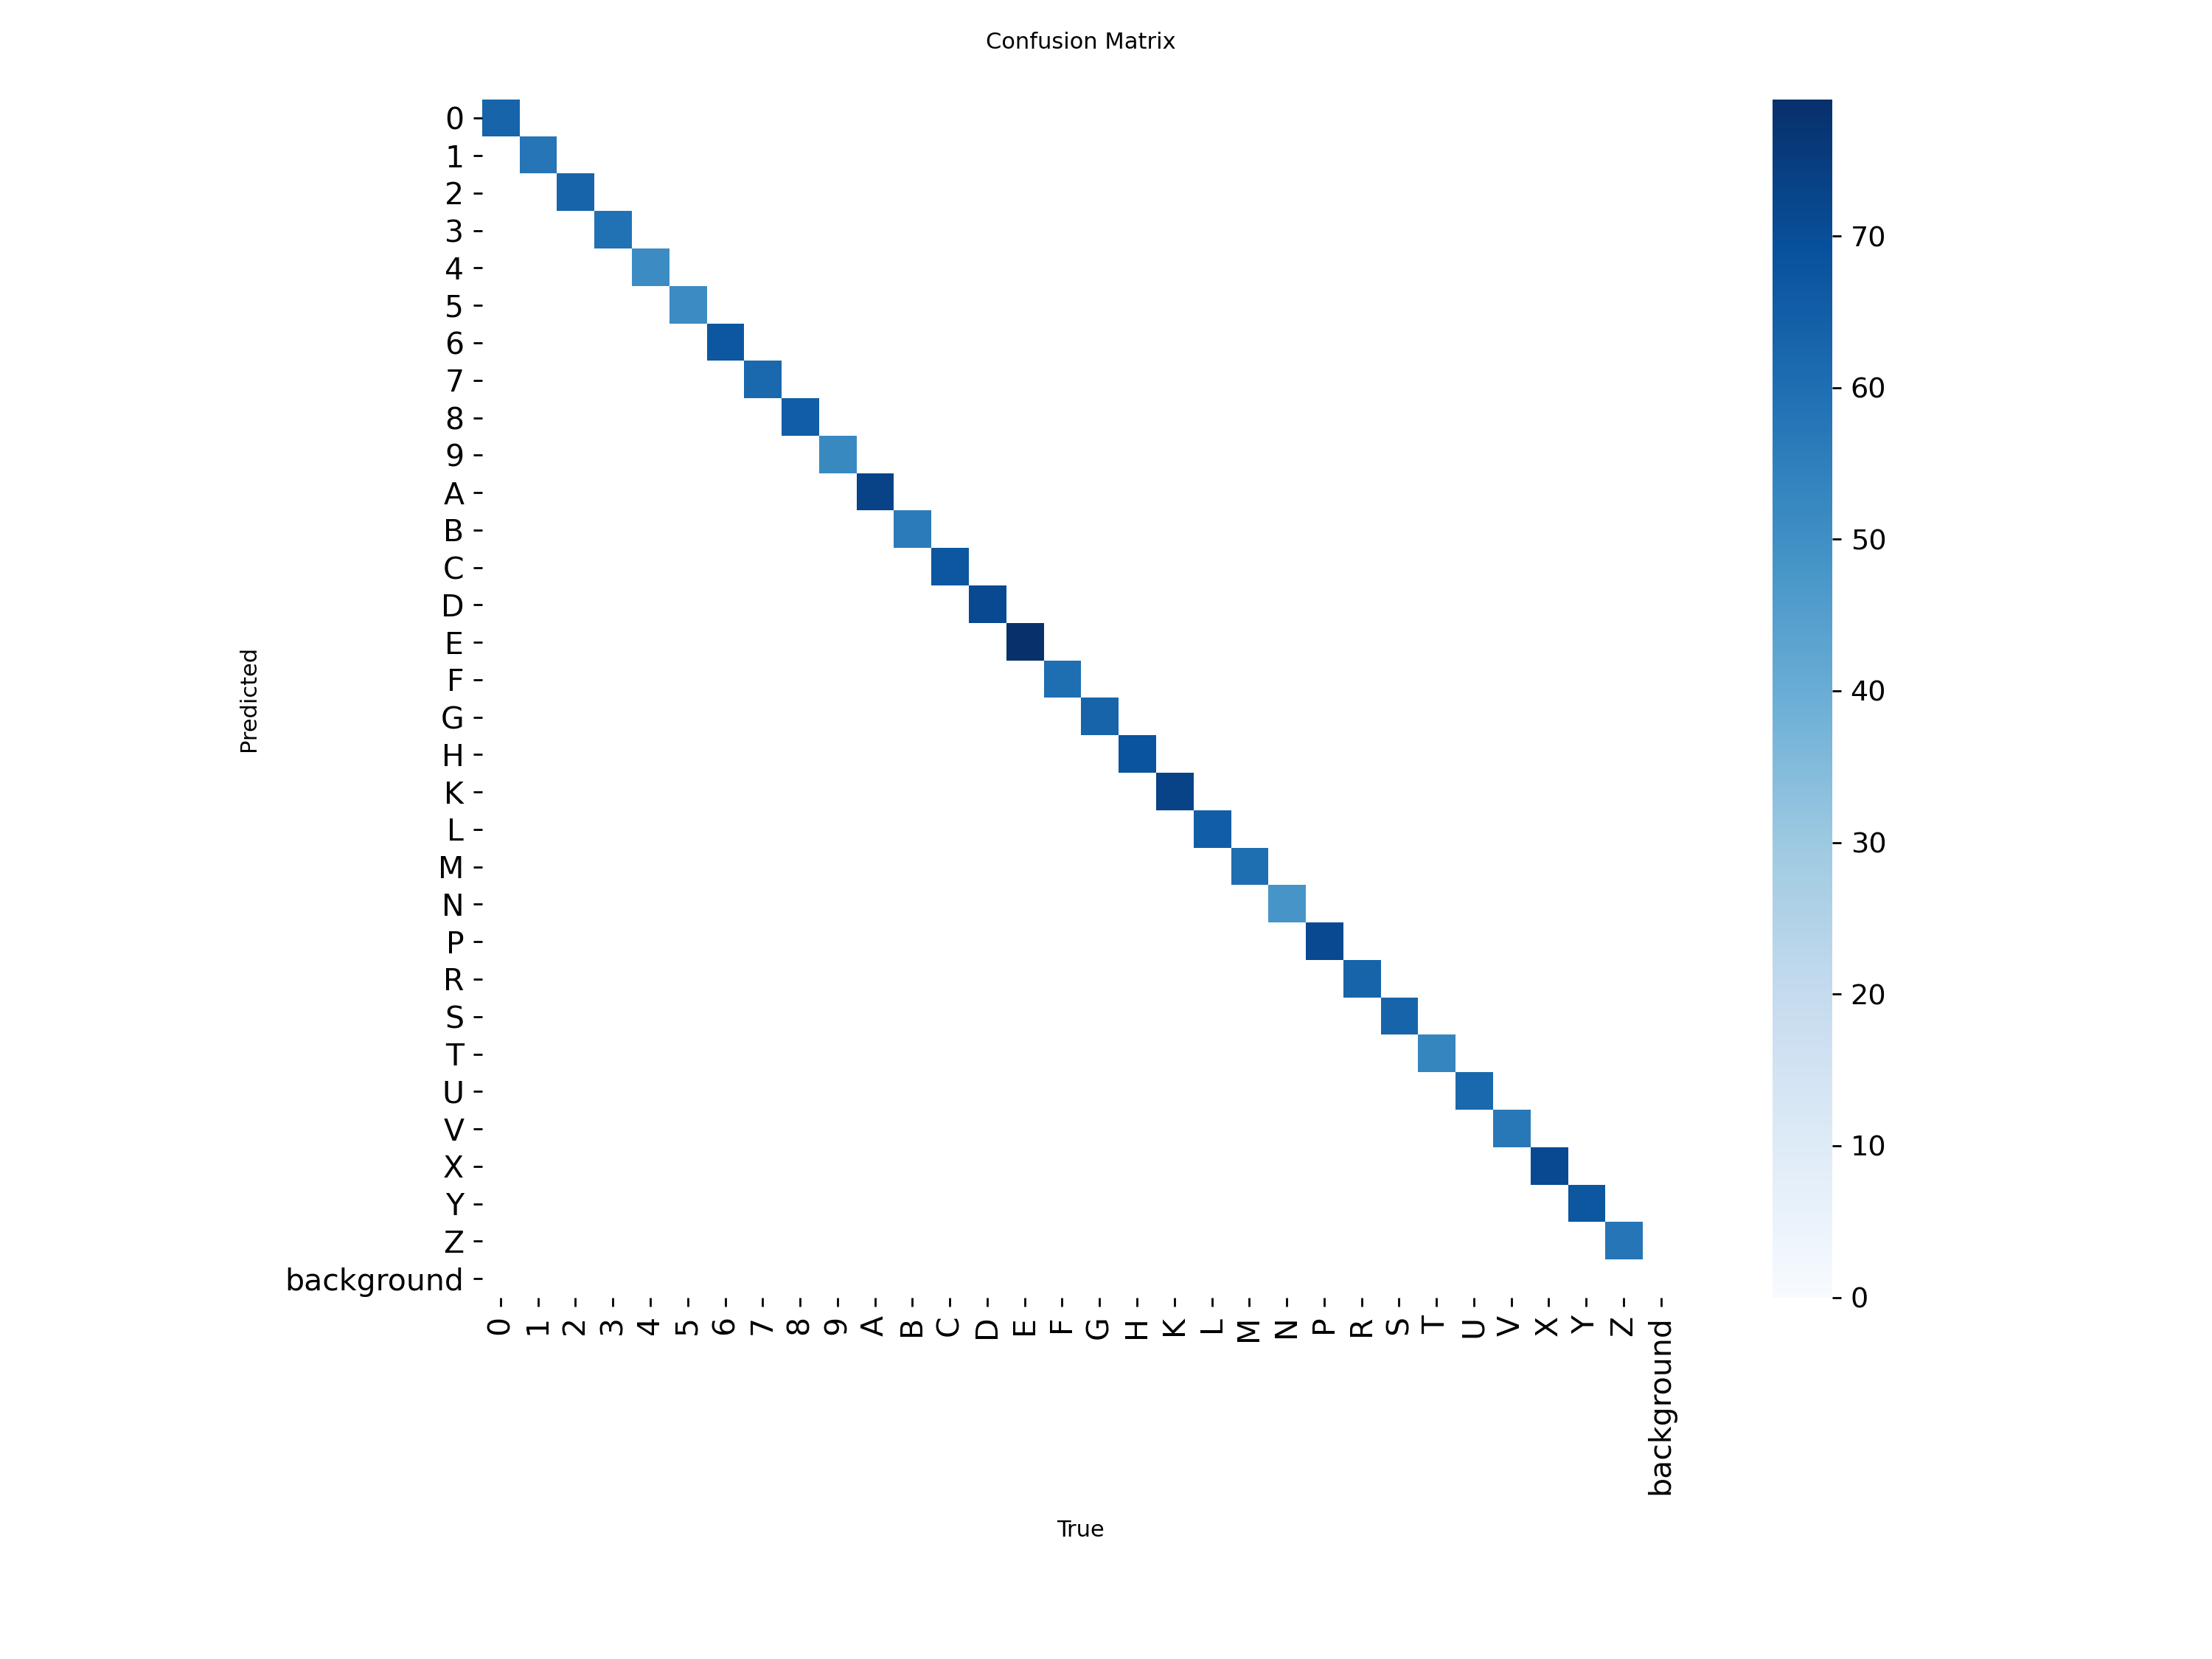 Confusion Matrix
Predicted
0
1
2
3
4
5
6
7
8
9
A
B
C
D
E
F
G
H
K
L
M
N
P
R
S
T
U
V
X
Y
Z
background
0 1 2 3 4 5 6 7 8 9 A B C D E F G H K L M N P R S T U V X Y Z background
True
70
60
50
40
30
20
10
0